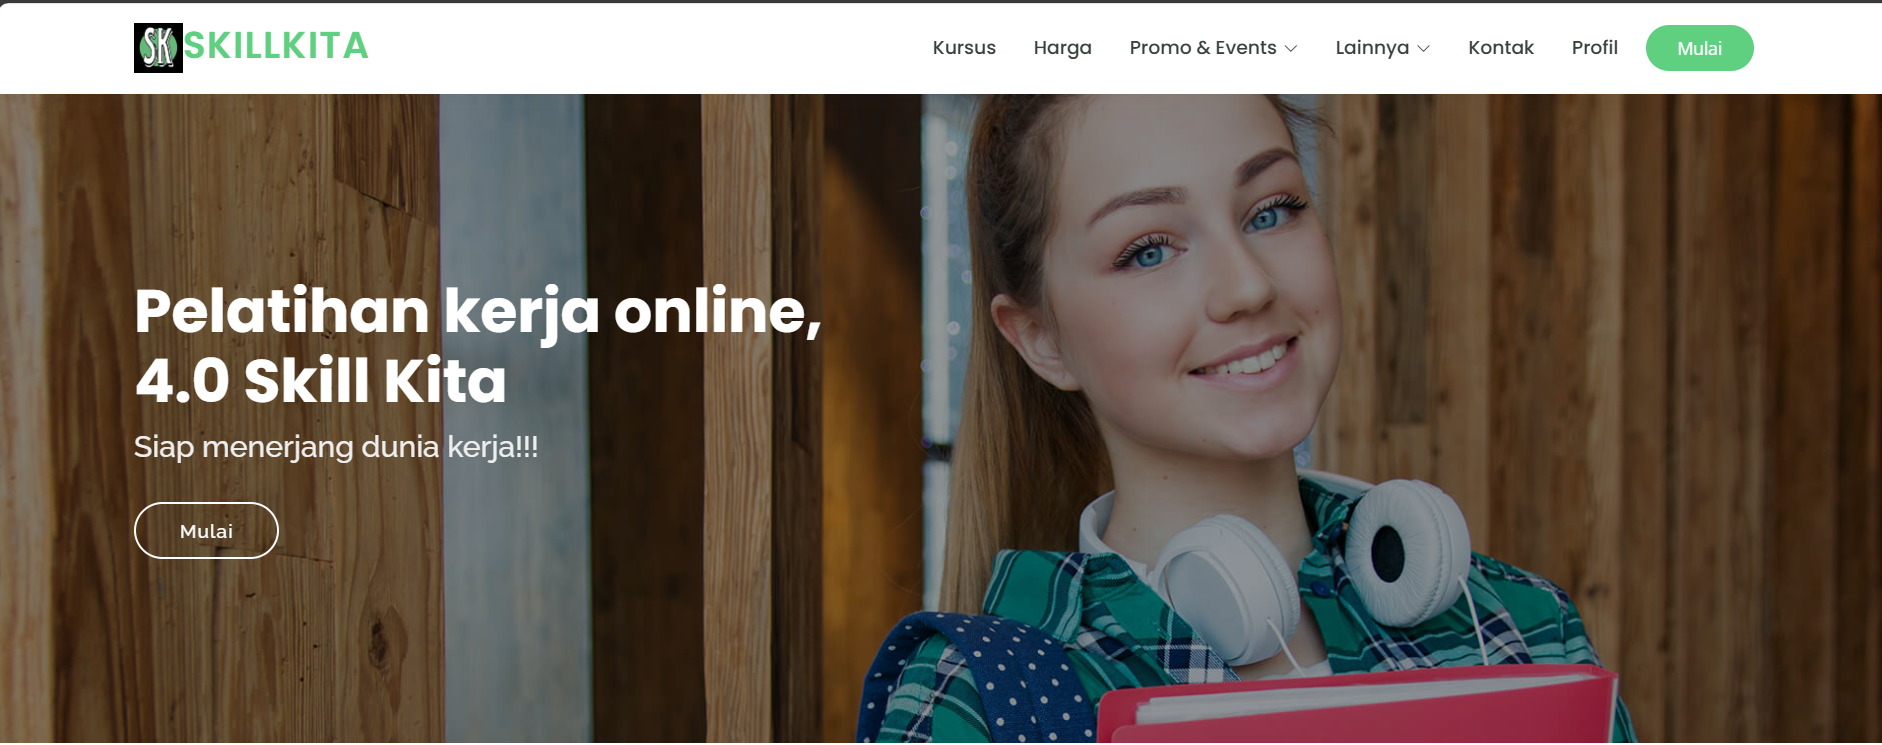 SK SKILLKITA
Kursus Harga Promo & Events Lainnya Kontak Profil Mulai
Pelatihan kerja online,
4.0 Skill Kita
Siap menerjang dunia kerja!!!
Mulai